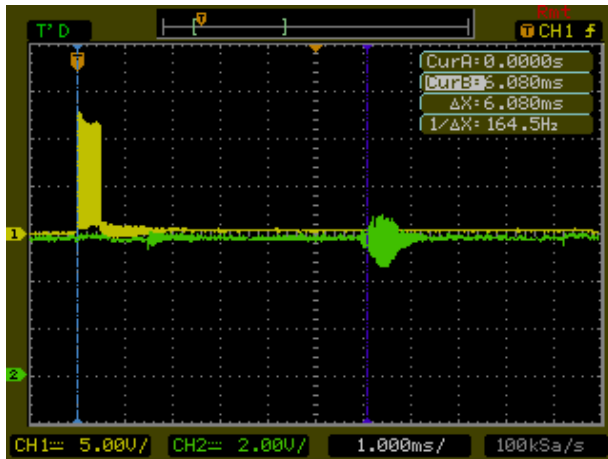 Rmt
T'D T CH1
T
CurA:0.0000s
CurB:6.080ms
ΔX:6.080ms
1/ΔX:164.5Hz
1
2
CH1 5.00V/ CH2 2.00V/ 1.000ms/ 100kSa/s